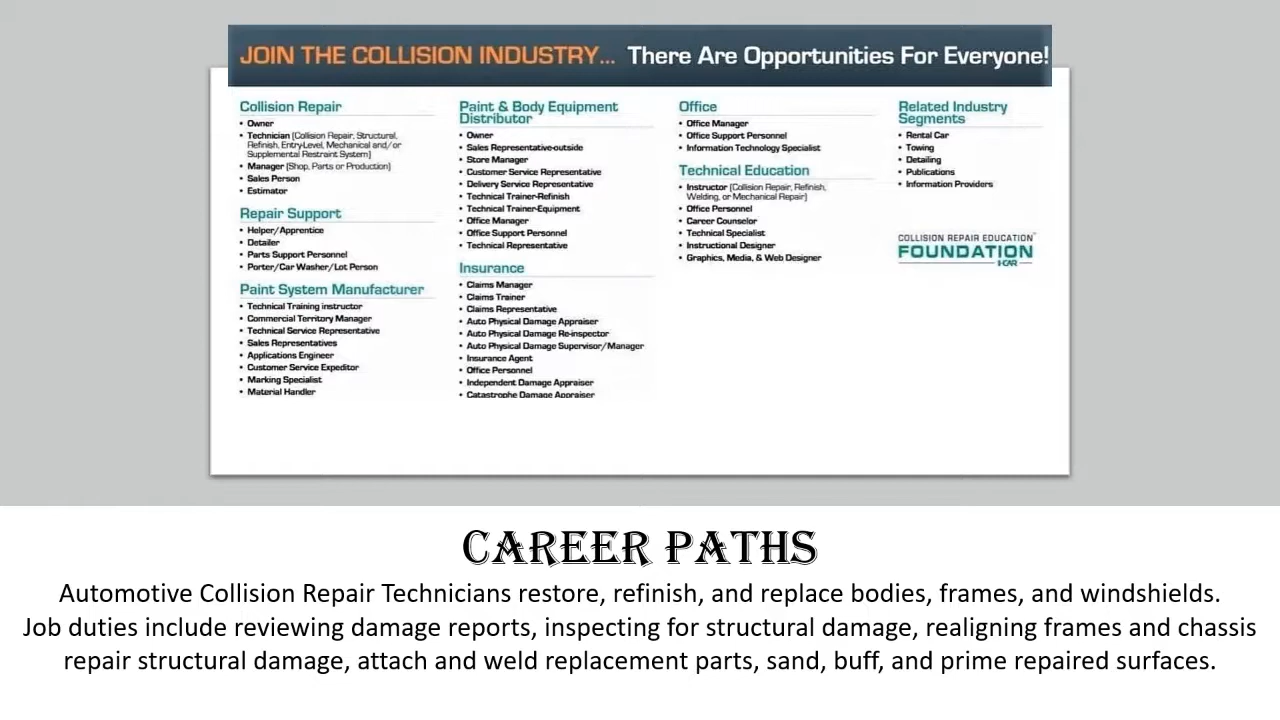 JOIN THE COLLISION INDUSTRY... There Are Opportunities For Everyone!
Collision Repair
• Owner
• Technician (Collision Repair, Structural,
Refinish, Entry-Level, Mechanical and/or
Supplemental Restraint System)
• Manager (Shop, Parts or Production)
• Sales Person
• Estimator
Repair Support
• Helper/Apprentice
• Detailer
• Parts Support Personnel
• Porter/Car Washer/Lot Person
Paint System Manufacturer
• Technical Training instructor
• Commercial Territory Manager
• Technical Service Representative
• Sales Representatives
• Applications Engineer
• Customer Service Expeditor
• Marking Specialist
• Material Handler
Paint & Body Equipment
Distributor
• Owner
• Sales Representative-outside
• Store Manager
• Customer Service Representative
• Delivery Service Representative
• Technical Trainer-Refinish
• Technical Trainer-Equipment
• Office Manager
• Office Support Personnel
• Technical Representative
Insurance
• Claims Manager
• Claims Trainer
• Claims Representative
• Auto Physical Damage Appraiser
• Auto Physical Damage Re-inspector
• Auto Physical Damage Supervisor/Manager
• Insurance Agent
• Office Personnel
• Independent Damage Appraiser
• Catastrophe Damage Appraiser
Office
• Office Manager
• Office Support Personnel
• Information Technology Specialist
Technical Education
• Instructor (Collision Repair, Refinish,
Welding, or Mechanical Repair)
• Office Personnel
• Career Counselor
• Technical Specialist
• Instructional Designer
• Graphics, Media, & Web Designer
Related Industry
Segments
• Rental Car
• Towing
• Detailing
• Publications
• Information Providers
COLLISION REPAIR EDUCATION™
FOUNDATION
I-CAR
CAREER PATHS
Automotive Collision Repair Technicians restore, refinish, and replace bodies, frames, and windshields.
Job duties include reviewing damage reports, inspecting for structural damage, realigning frames and chassis
repair structural damage, attach and weld replacement parts, sand, buff, and prime repaired surfaces.